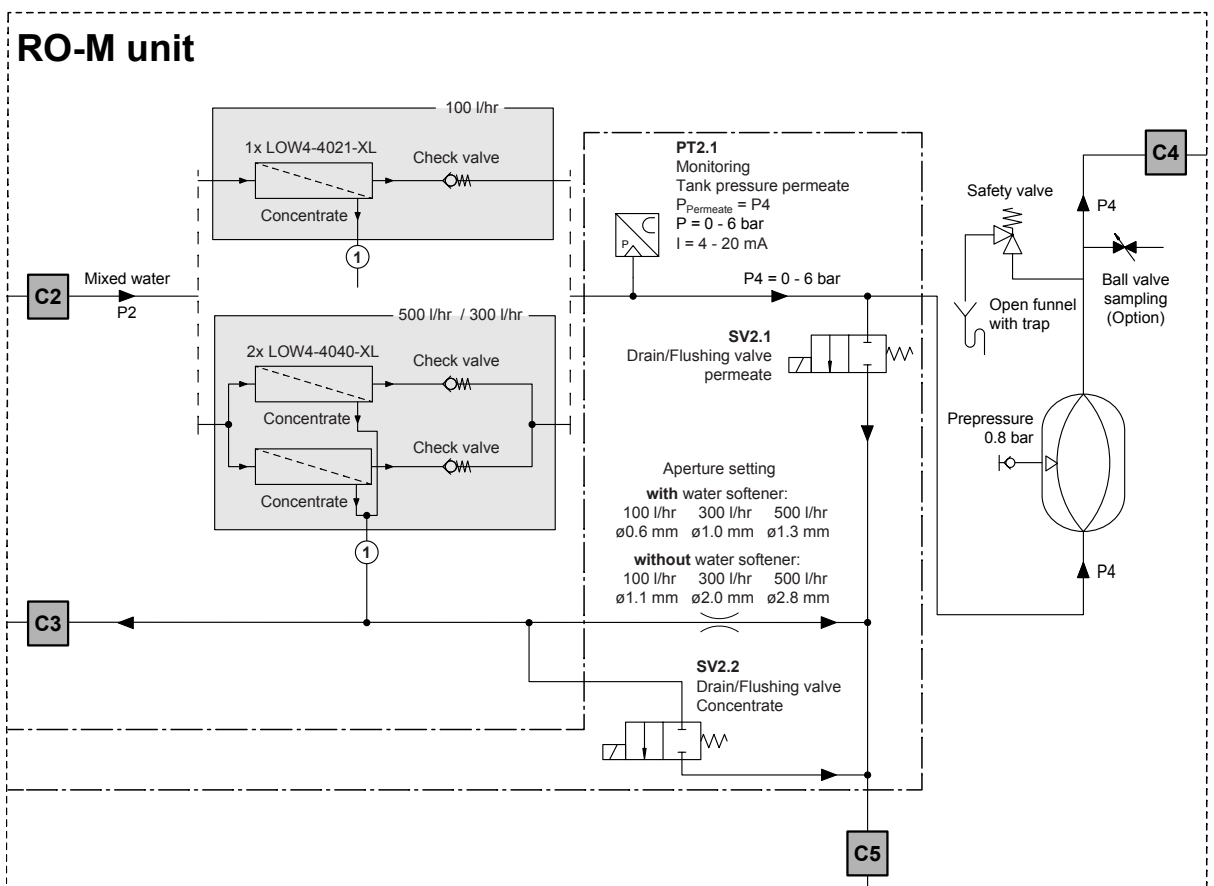 RO-M unit
100 l/hr
1x LOW4-4021-XL
Check valve
Concentrate
1
C2
Mixed water
P2
500 l/hr / 300 l/hr
2x LOW4-4040-XL
Check valve
Concentrate
Check valve
Concentrate
1
C3
PT2.1
Monitoring
Tank pressure permeate
PPermeate = P4
P = 0 - 6 bar
I = 4 - 20 mA
P
P4 = 0 - 6 bar
SV2.1
Drain/Flushing valve
permeate
Aperture setting
with water softener:
100 l/hr 300 l/hr 500 l/hr
ø0.6 mm ø1.0 mm ø1.3 mm
without water softener:
100 l/hr 300 l/hr 500 l/hr
ø1.1 mm ø2.0 mm ø2.8 mm
SV2.2
Drain/Flushing valve
Concentrate
C4
Safety valve
P4
Open funnel
with trap
Ball valve
sampling
(Option)
Prepressure
0.8 bar
P4
C5